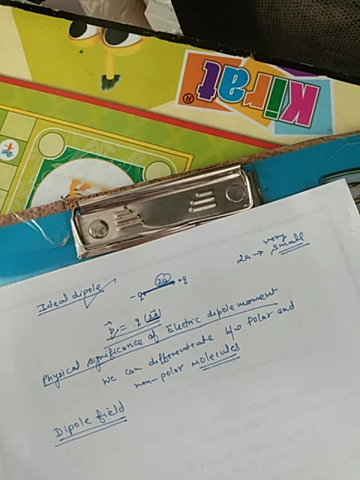 Kirat®
very
2a → small
Ideal dipole
-q 2a +q
p⃗ = q (2a⃗)
Physical significance of Electric dipole moment
We can differentiate b/w Polar and
non-polar molecules
Dipole field